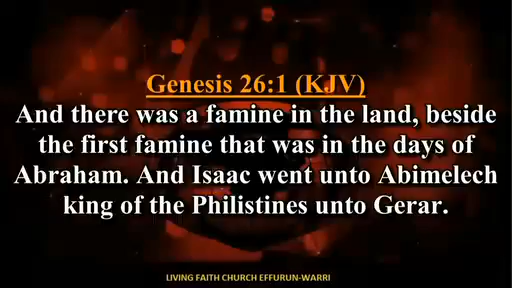 Genesis 26:1 (KJV)
And there was a famine in the land, beside
the first famine that was in the days of
Abraham. And Isaac went unto Abimelech
king of the Philistines unto Gerar.
LIVING FAITH CHURCH EFFURUN-WARRI